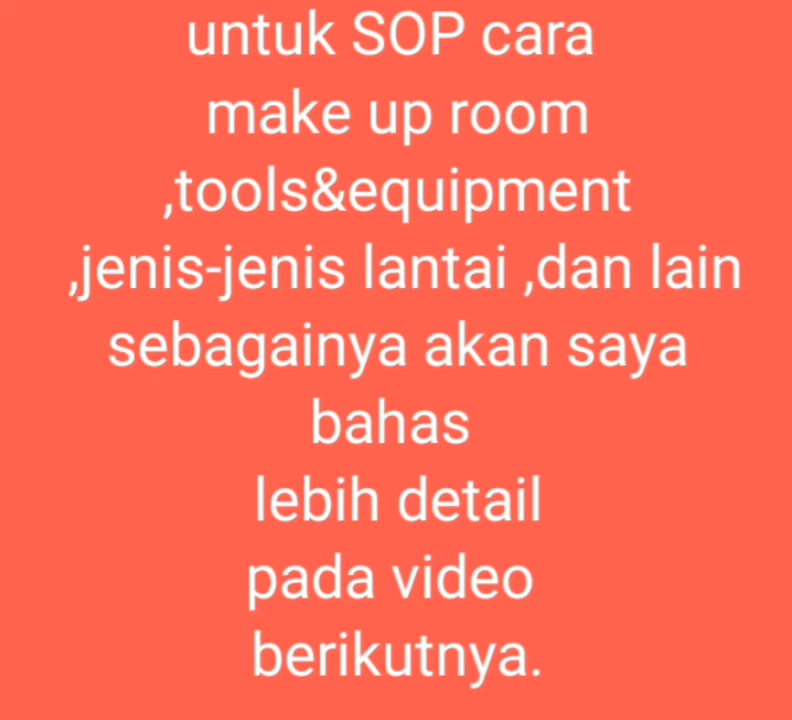 untuk SOP cara
make up room
,tools&equipment
,jenis-jenis lantai ,dan lain
sebagainya akan saya
bahas
lebih detail
pada video
berikutnya.